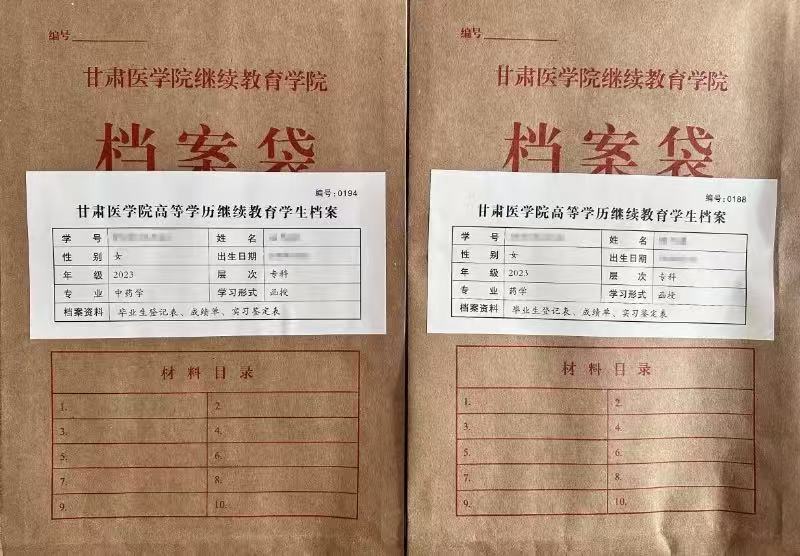 编号
甘肃医学院继续教育学院
档案袋
编号:0194
甘肃医学院高等学历继续教育学生档案
学 号 姓 名
性 别 女 出生日期
年 级 2023 层 次 专科
专 业 中药学 学习形式 函授
档案资料 毕业生登记表、成绩单、实习鉴定表
材料目录
1. 2.
3. 4.
5. 6.
7. 8.
9. 10.
编号
甘肃医学院继续教育学院
档案袋
编号:0188
甘肃医学院高等学历继续教育学生档案
学 号 姓 名
性 别 女 出生日期
年 级 2023 层 次 专科
专 业 药学 学习形式 函授
档案资料 毕业生登记表、成绩单、实习鉴定表
材料目录
1. 2.
3. 4.
5. 6.
7. 8.
9. 10.